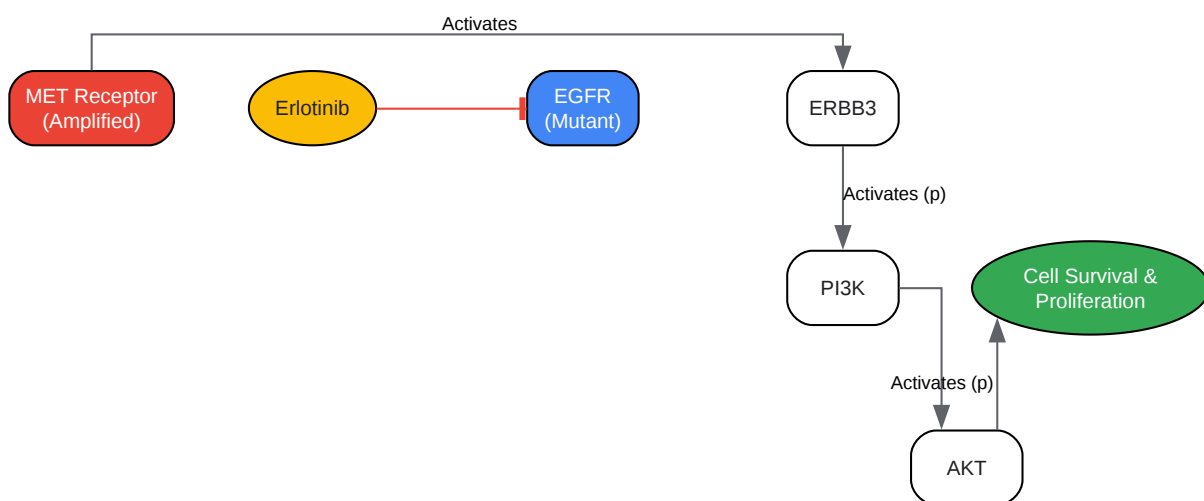 Activates
MET Receptor
(Amplified)
Erlotinib
EGFR
(Mutant)
ERBB3
Activates (p)
PI3K
Cell Survival &
Proliferation
Activates (p)
AKT